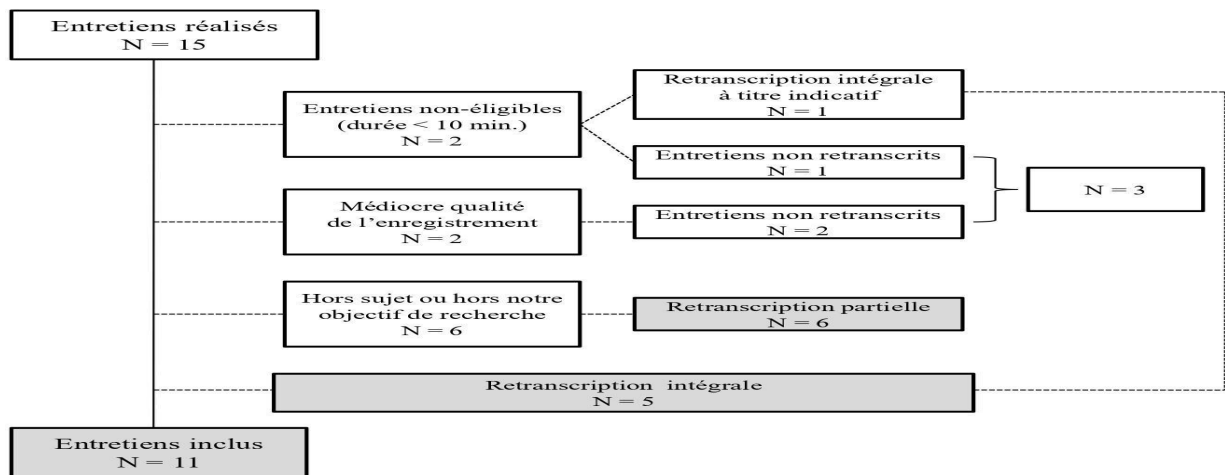 Entretiens réalisés
N = 15
Entretiens non-éligibles
(durée < 10 min.)
N = 2
Retranscription intégrale
à titre indicatif
N = 1
Entretiens non retranscrits
N = 1
N = 3
Médiocre qualité
de l’enregistrement
N = 2
Entretiens non retranscrits
N = 2
Hors sujet ou hors notre
objectif de recherche
N = 6
Retranscription partielle
N = 6
Retranscription intégrale
N = 5
Entretiens inclus
N = 11